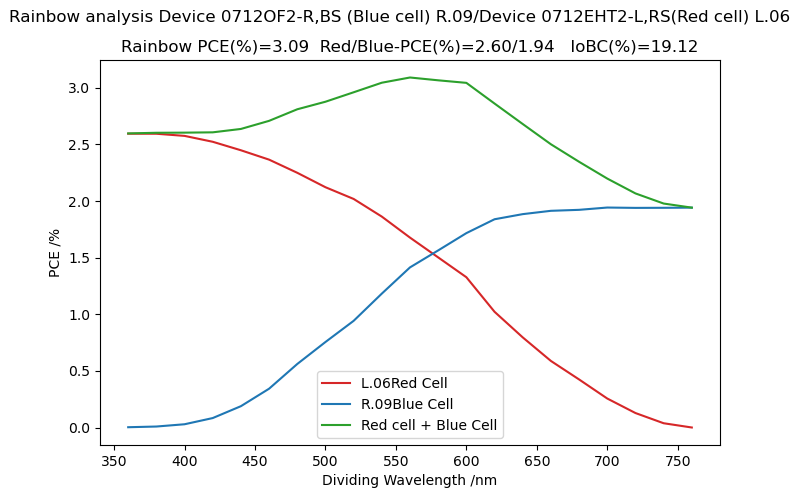 Rainbow analysis Device 0712OF2-R,BS (Blue cell) R.09/Device 0712EHT2-L,RS(Red cell) L.06
Rainbow PCE(%)=3.09  Red/Blue-PCE(%)=2.60/1.94   IoBC(%)=19.12
3.0
2.5
2.0
1.5
1.0
0.5
0.0
PCE /%
L.06Red Cell
R.09Blue Cell
Red cell + Blue Cell
350 400 450 500 550 600 650 700 750
Dividing Wavelength /nm